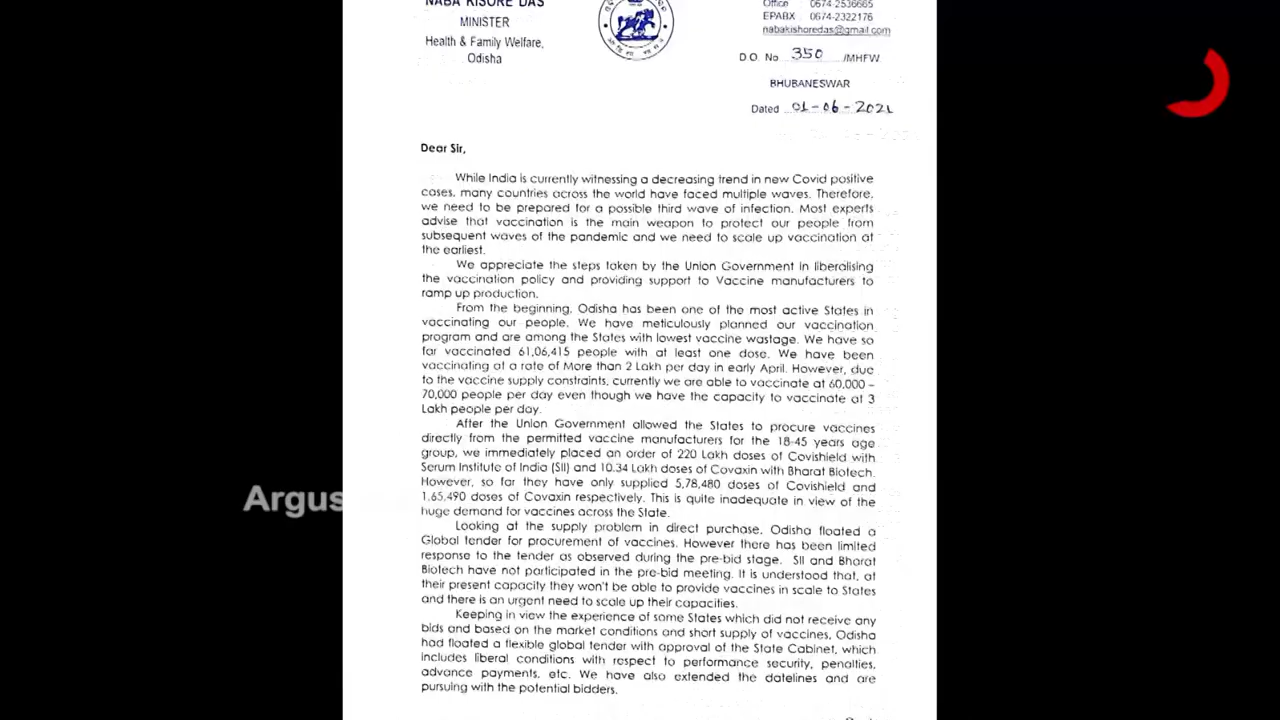 NABA KISORE DAS
MINISTER
Health & Family Welfare,
Odisha
Office 0674-2536665
EPABX 0674-2322176
nabakishoredas@gmail.com
D.O. No. 350 /MHFW
BHUBANESWAR
Dated 01-06-2021
Dear Sir,
While India is currently witnessing a decreasing trend in new Covid positive
cases, many countries across the world have faced multiple waves. Therefore,
we need to be prepared for a possible third wave of infection. Most experts
advise that vaccination is the main weapon to protect our people from
subsequent waves of the pandemic and we need to scale up vaccination at
the earliest.
We appreciate the steps taken by the Union Government in liberalising
the vaccination policy and providing support to Vaccine manufacturers to
ramp up production.
From the beginning, Odisha has been one of the most active States in
vaccinating our people. We have meticulously planned our vaccination
program and are among the States with lowest vaccine wastage. We have so
far vaccinated 61,06,415 people with at least one dose. We have been
vaccinating at a rate of More than 2 Lakh per day in early April. However, due
to the vaccine supply constraints, currently we are able to vaccinate at 60,000 –
70,000 people per day even though we have the capacity to vaccinate at 3
Lakh people per day.
After the Union Government allowed the States to procure vaccines
directly from the permitted vaccine manufacturers for the 18-45 years age
group, we immediately placed an order of 220 Lakh doses of Covishield with
Serum Institute of India (SII) and 10.34 Lakh doses of Covaxin with Bharat Biotech.
However, so far they have only supplied 5,78,480 doses of Covishield and
1,65,490 doses of Covaxin respectively. This is quite inadequate in view of the
huge demand for vaccines across the State.
Argus
Looking at the supply problem in direct purchase, Odisha floated a
Global tender for procurement of vaccines. However there has been limited
response to the tender as observed during the pre-bid stage. SII and Bharat
Biotech have not participated in the pre-bid meeting. It is understood that, at
their present capacity they won't be able to provide vaccines in scale to States
and there is an urgent need to scale up their capacities.
Keeping in view the experience of some States which did not receive any
bids and based on the market conditions and short supply of vaccines, Odisha
had floated a flexible global tender with approval of the State Cabinet, which
includes liberal conditions with respect to performance security, penalties,
advance payments, etc. We have also extended the datelines and are
pursuing with the potential bidders.